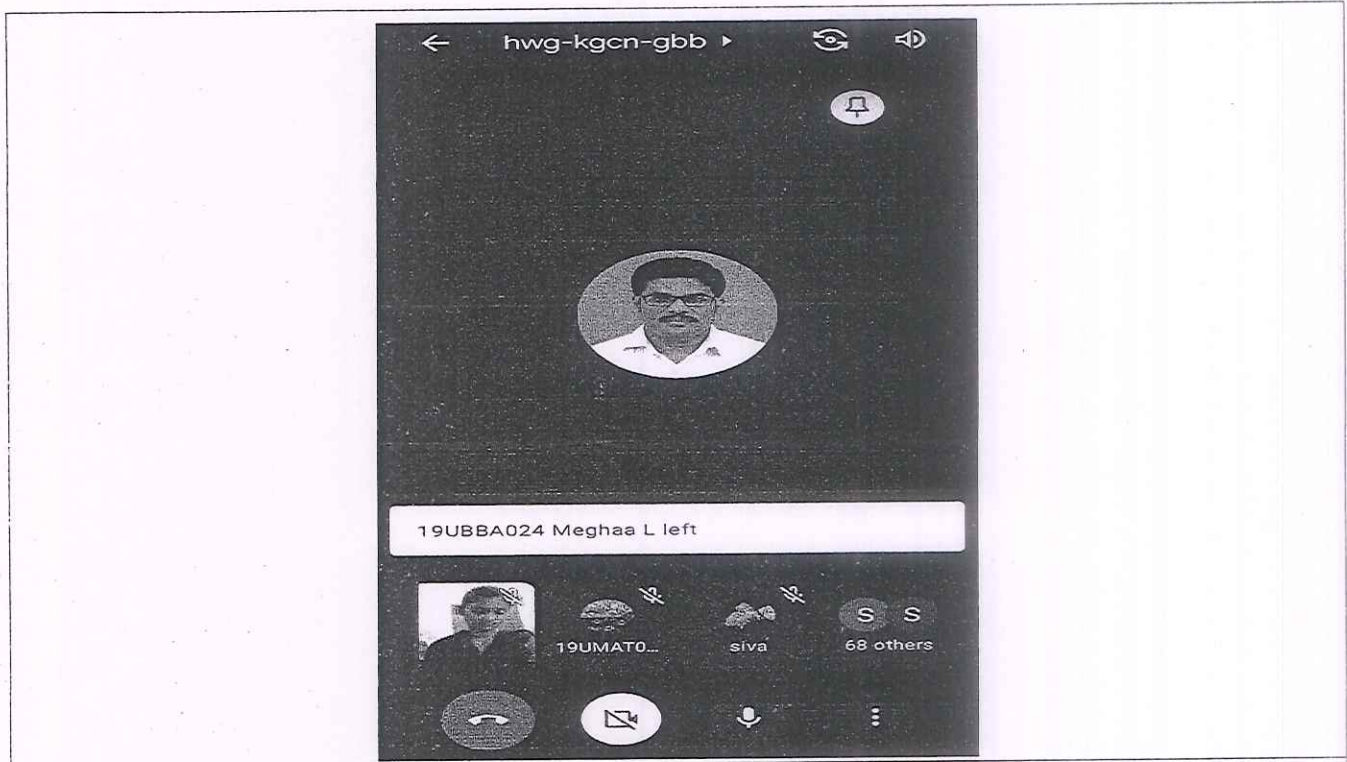 hwg-kgcn-gbb
19UBBA024 Meghaa L left
19UMAT0...
siva
S S
68 others